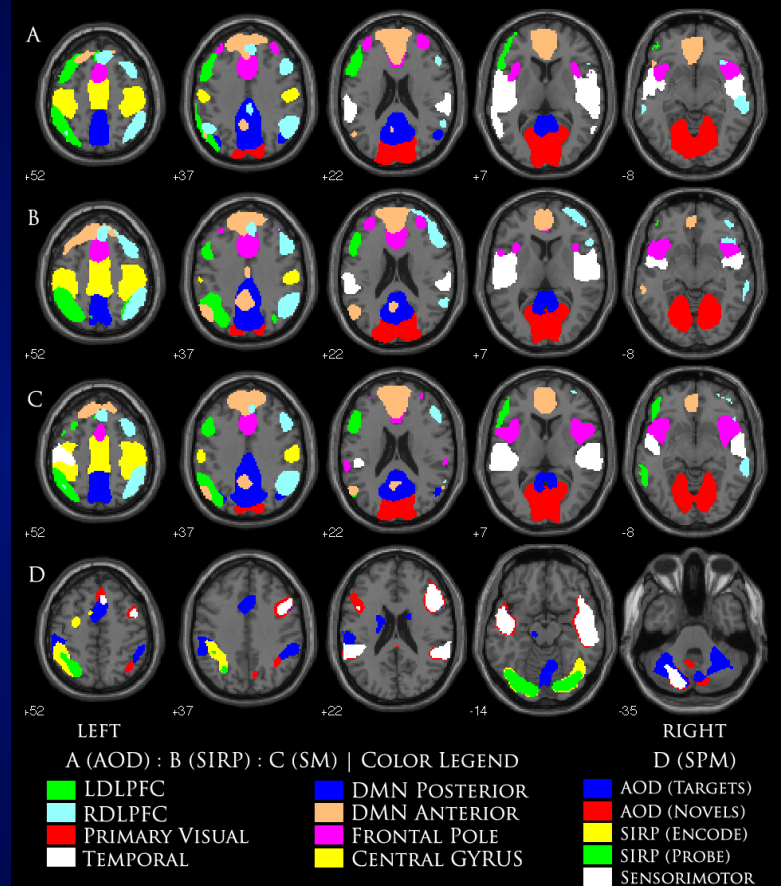 A
+52 +37 +22 +7 -8
B
+52 +37 +22 +7 -8
C
+52 +37 +22 +7 -8
D
+52 +37 +22 -14 -35
LEFT RIGHT
A (AOD) : B (SIRP) : C (SM) | COLOR LEGEND D (SPM)
LDLPFC DMN POSTERIOR AOD (TARGETS)
RDLPFC DMN ANTERIOR AOD (NOVELS)
PRIMARY VISUAL FRONTAL POLE SIRP (ENCODE)
TEMPORAL CENTRAL GYRUS SIRP (PROBE)
SENSORIMOTOR